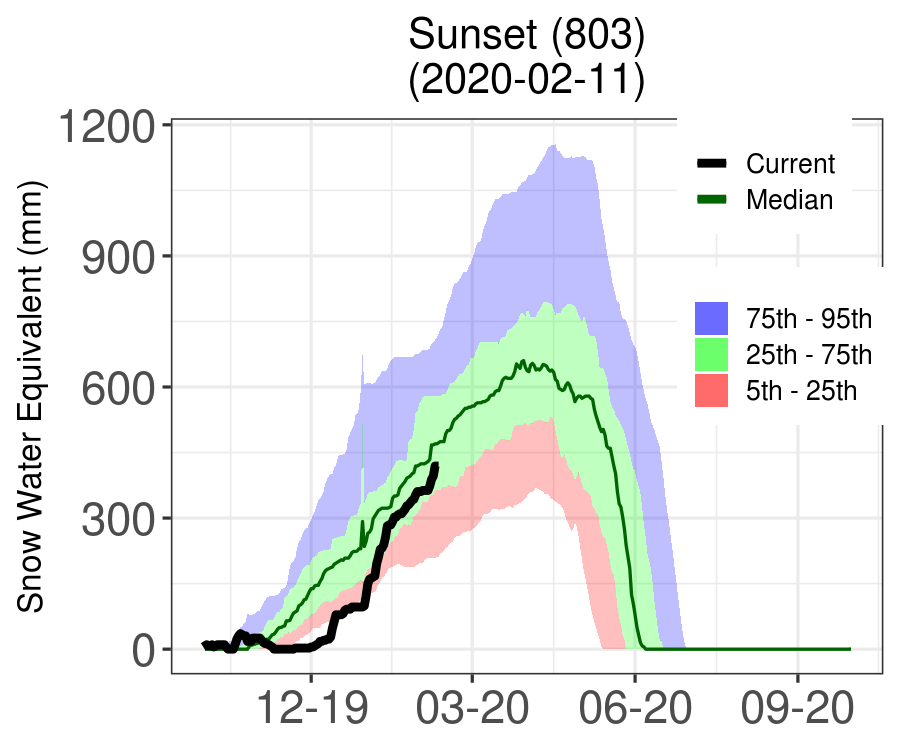 Sunset (803)
(2020-02-11)
Snow Water Equivalent (mm)
1200
900
600
300
0
Current
Median
75th - 95th
25th - 75th
5th - 25th
12-19 03-20 06-20 09-20